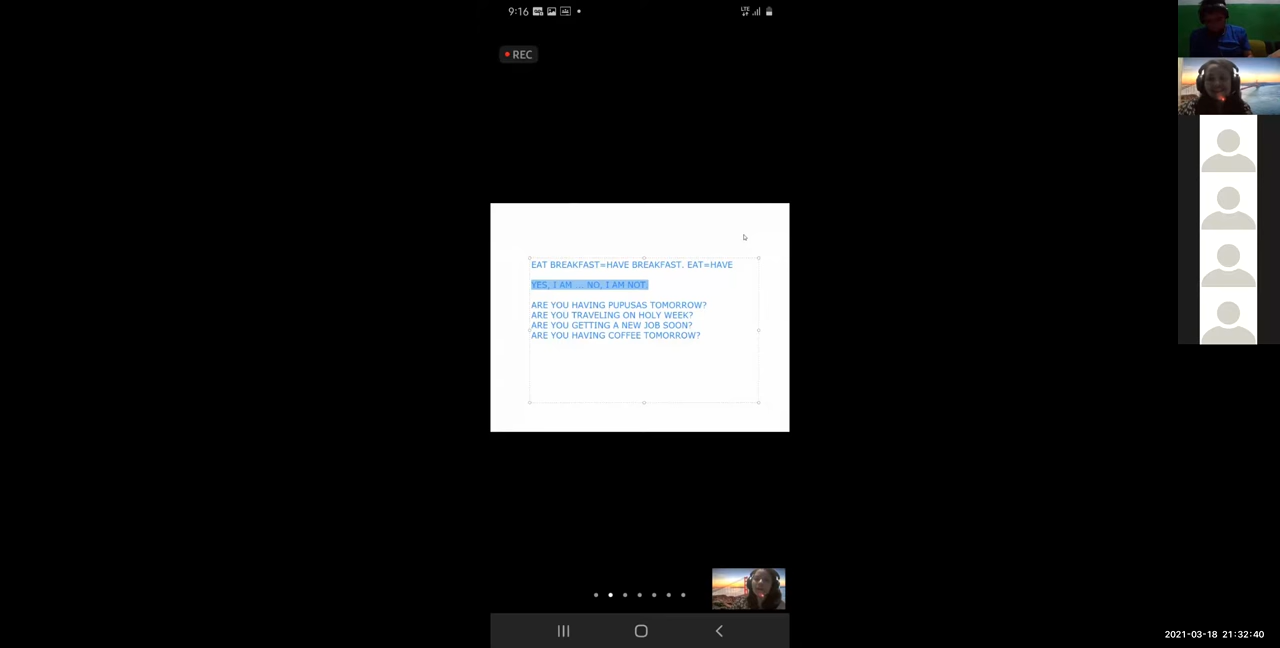 9:16
LTE
REC
EAT BREAKFAST=HAVE BREAKFAST. EAT=HAVE
YES, I AM ... NO, I AM NOT.
ARE YOU HAVING PUPUSAS TOMORROW?
ARE YOU TRAVELING ON HOLY WEEK?
ARE YOU GETTING A NEW JOB SOON?
ARE YOU HAVING COFFEE TOMORROW?
2021-03-18 21:32:40